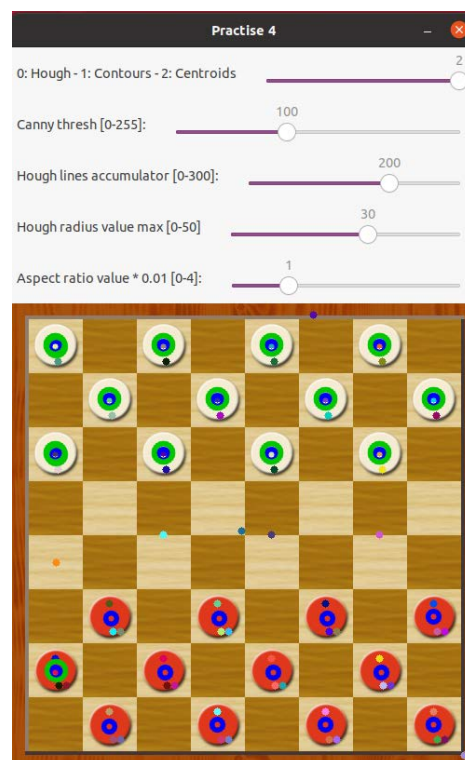 Practise 4
2
0: Hough - 1: Contours - 2: Centroids
100
Canny thresh [0-255]:
200
Hough lines accumulator [0-300]:
30
Hough radius value max [0-50]
1
Aspect ratio value * 0.01 [0-4]: